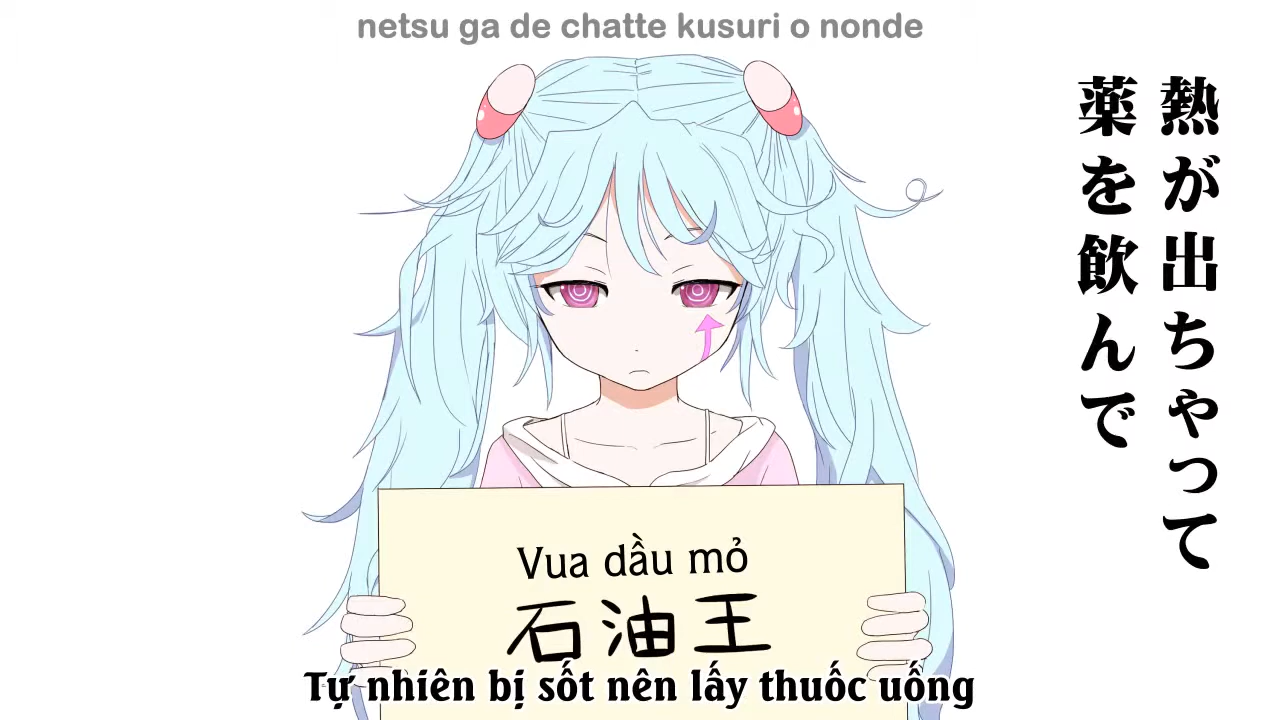 netsu ga de chatte kusuri o nonde
熱が出ちゃって
薬を飲んで
Vua dầu mỏ
石油王
Tự nhiên bị sốt nên lấy thuốc uống